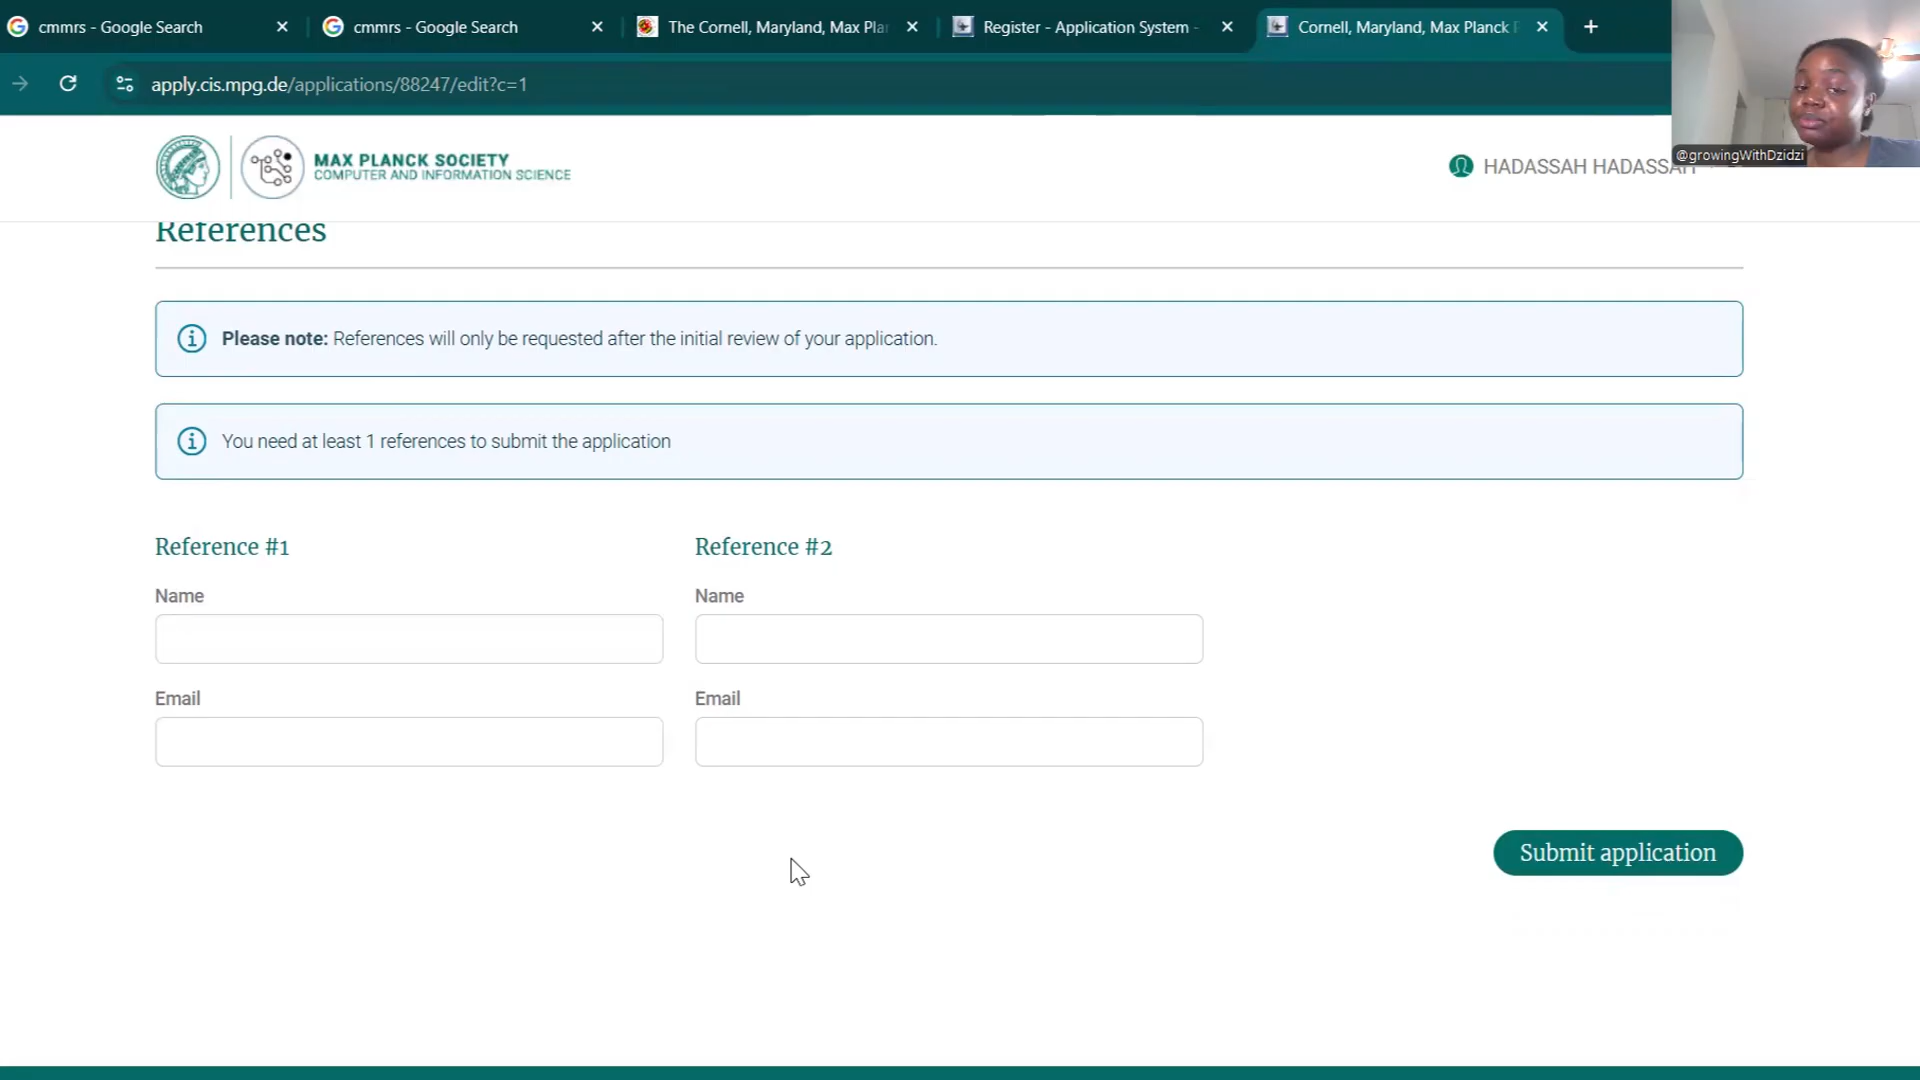 cmmrs - Google Search
cmmrs - Google Search
The Cornell, Maryland, Max Plar
Register - Application System -
Cornell, Maryland, Max Planck
apply.cis.mpg.de/applications/88247/edit?c=1
MAX PLANCK SOCIETY
COMPUTER AND INFORMATION SCIENCE
HADASSAH HADASSAH
@growingWithDzidzi
References
Please note: References will only be requested after the initial review of your application.
You need at least 1 references to submit the application
Reference #1
Reference #2
Name
Name
Email
Email
Submit application